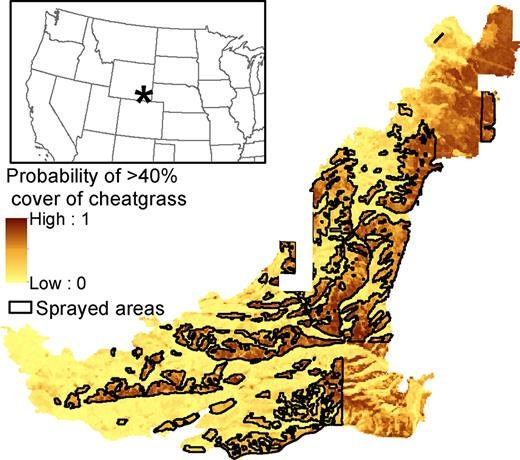 *
Probability of >40%
cover of cheatgrass
High : 1
Low : 0
Sprayed areas